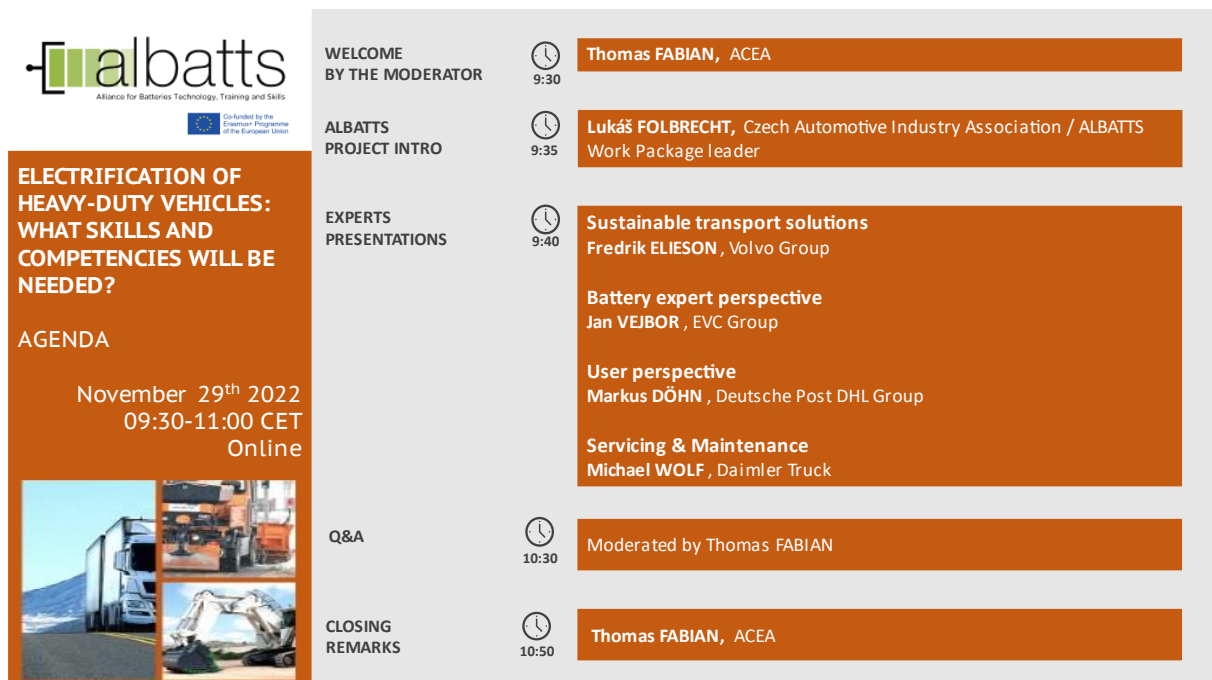 albatts
Alliance for Batteries Technology, Training and Skills
Co-funded by the
Erasmus+ Programme
of the European Union
ELECTRIFICATION OF
HEAVY-DUTY VEHICLES:
WHAT SKILLS AND
COMPETENCIES WILL BE
NEEDED?
AGENDA
November 29th 2022
09:30-11:00 CET
Online
WELCOME
BY THE MODERATOR
9:30
Thomas FABIAN, ACEA
ALBATTS
PROJECT INTRO
9:35
Lukáš FOLBRECHT, Czech Automotive Industry Association / ALBATTS
Work Package leader
EXPERTS
PRESENTATIONS
9:40
Sustainable transport solutions
Fredrik ELIESON , Volvo Group
Battery expert perspective
Jan VEJBOR , EVC Group
User perspective
Markus DÖHN , Deutsche Post DHL Group
Servicing & Maintenance
Michael WOLF , Daimler Truck
Q&A
10:30
Moderated by Thomas FABIAN
CLOSING
REMARKS
10:50
Thomas FABIAN, ACEA